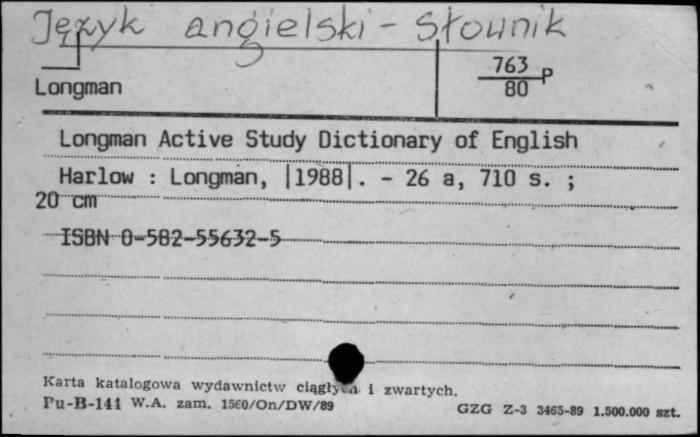 Język angielski - Słownik
763
80 P
Longman
Longman Active Study Dictionary of English
Harlow : Longman, |1988|. - 26 a, 710 s. ;
20 cm
ISBN 0-582-55632-5
Karta katalogowa wydawnictw ciągłych i zwartych.
Pu-B-141 W.A. zam. 1560/On/DW/89
GZG Z-3 3465-89 1.500.000 szt.